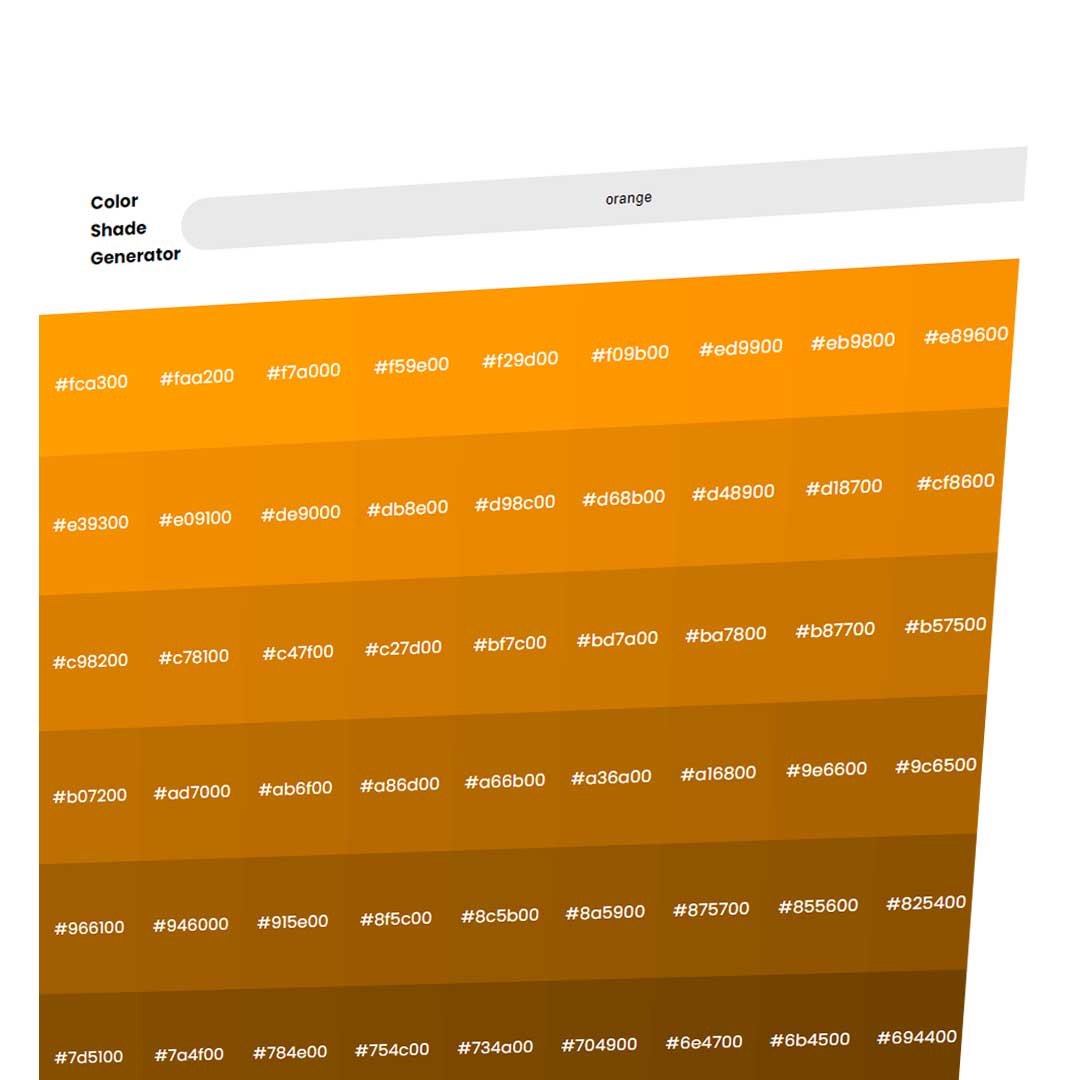 Color
Shade
Generator
orange
#fca300 #faa200 #f7a000 #f59e00 #f29d00 #f09b00 #ed9900 #eb9800 #e89600
#e39300 #e09100 #de9000 #db8e00 #d98c00 #d68b00 #d48900 #d18700 #cf8600
#c98200 #c78100 #c47f00 #c27d00 #bf7c00 #bd7a00 #ba7800 #b87700 #b57500
#b07200 #ad7000 #ab6f00 #a86d00 #a66b00 #a36a00 #a16800 #9e6600 #9c6500
#966100 #946000 #915e00 #8f5c00 #8c5b00 #8a5900 #875700 #855600 #825400
#7d5100 #7a4f00 #784e00 #754c00 #734a00 #704900 #6e4700 #6b4500 #694400